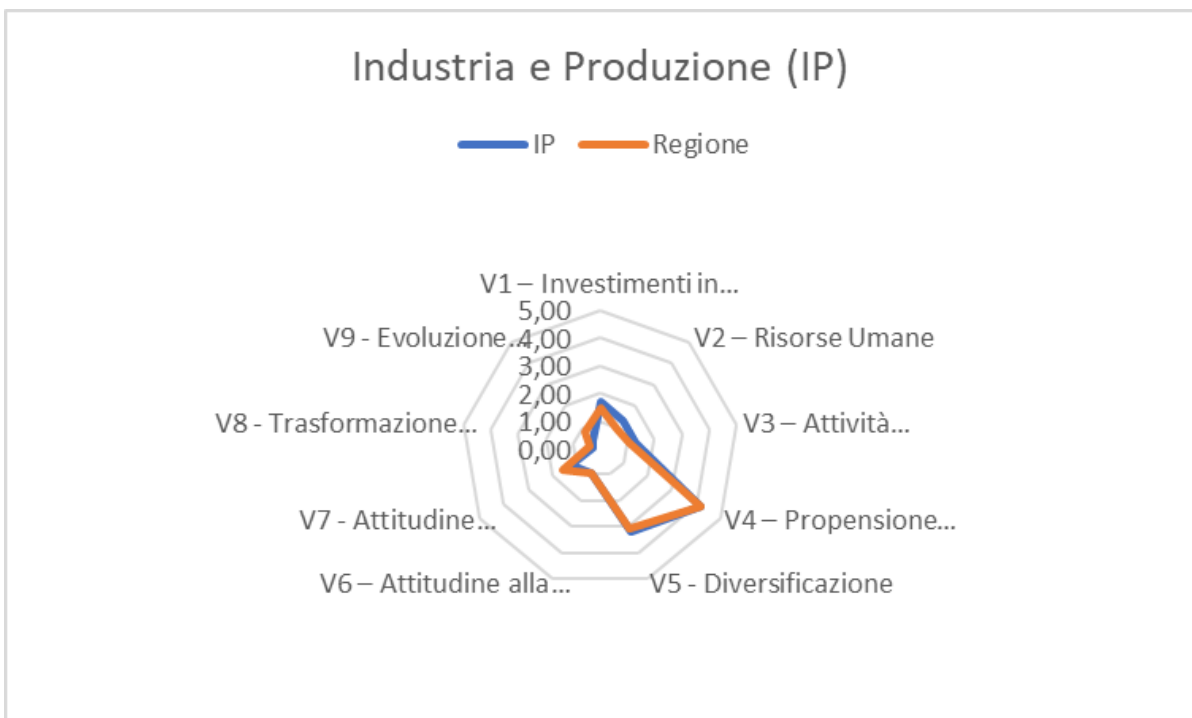 Industria e Produzione (IP)
IP Regione
V1 – Investimenti in...
5,00
V9 - Evoluzione... 4,00 V2 – Risorse Umane
3,00
2,00
V8 - Trasformazione... 1,00 V3 – Attività...
0,00
V7 - Attitudine... V4 – Propensione...
V6 – Attitudine alla... V5 - Diversificazione